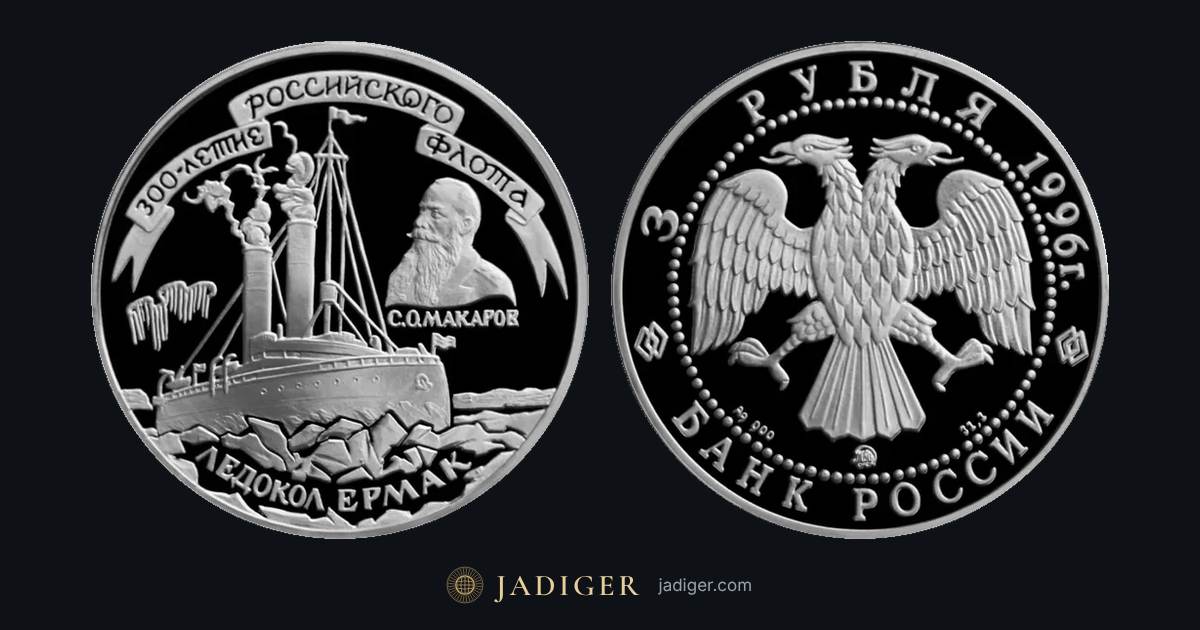 300-ЛЕТИЕ РОССИЙСКОГО ФЛОТА
С.О.МАКАРОВ
ЛЕДОКОЛ ЕРМАК
3 РУБЛЯ 1996г.
Ag 900
31,1
БАНК РОССИИ
JADIGER
jadiger.com